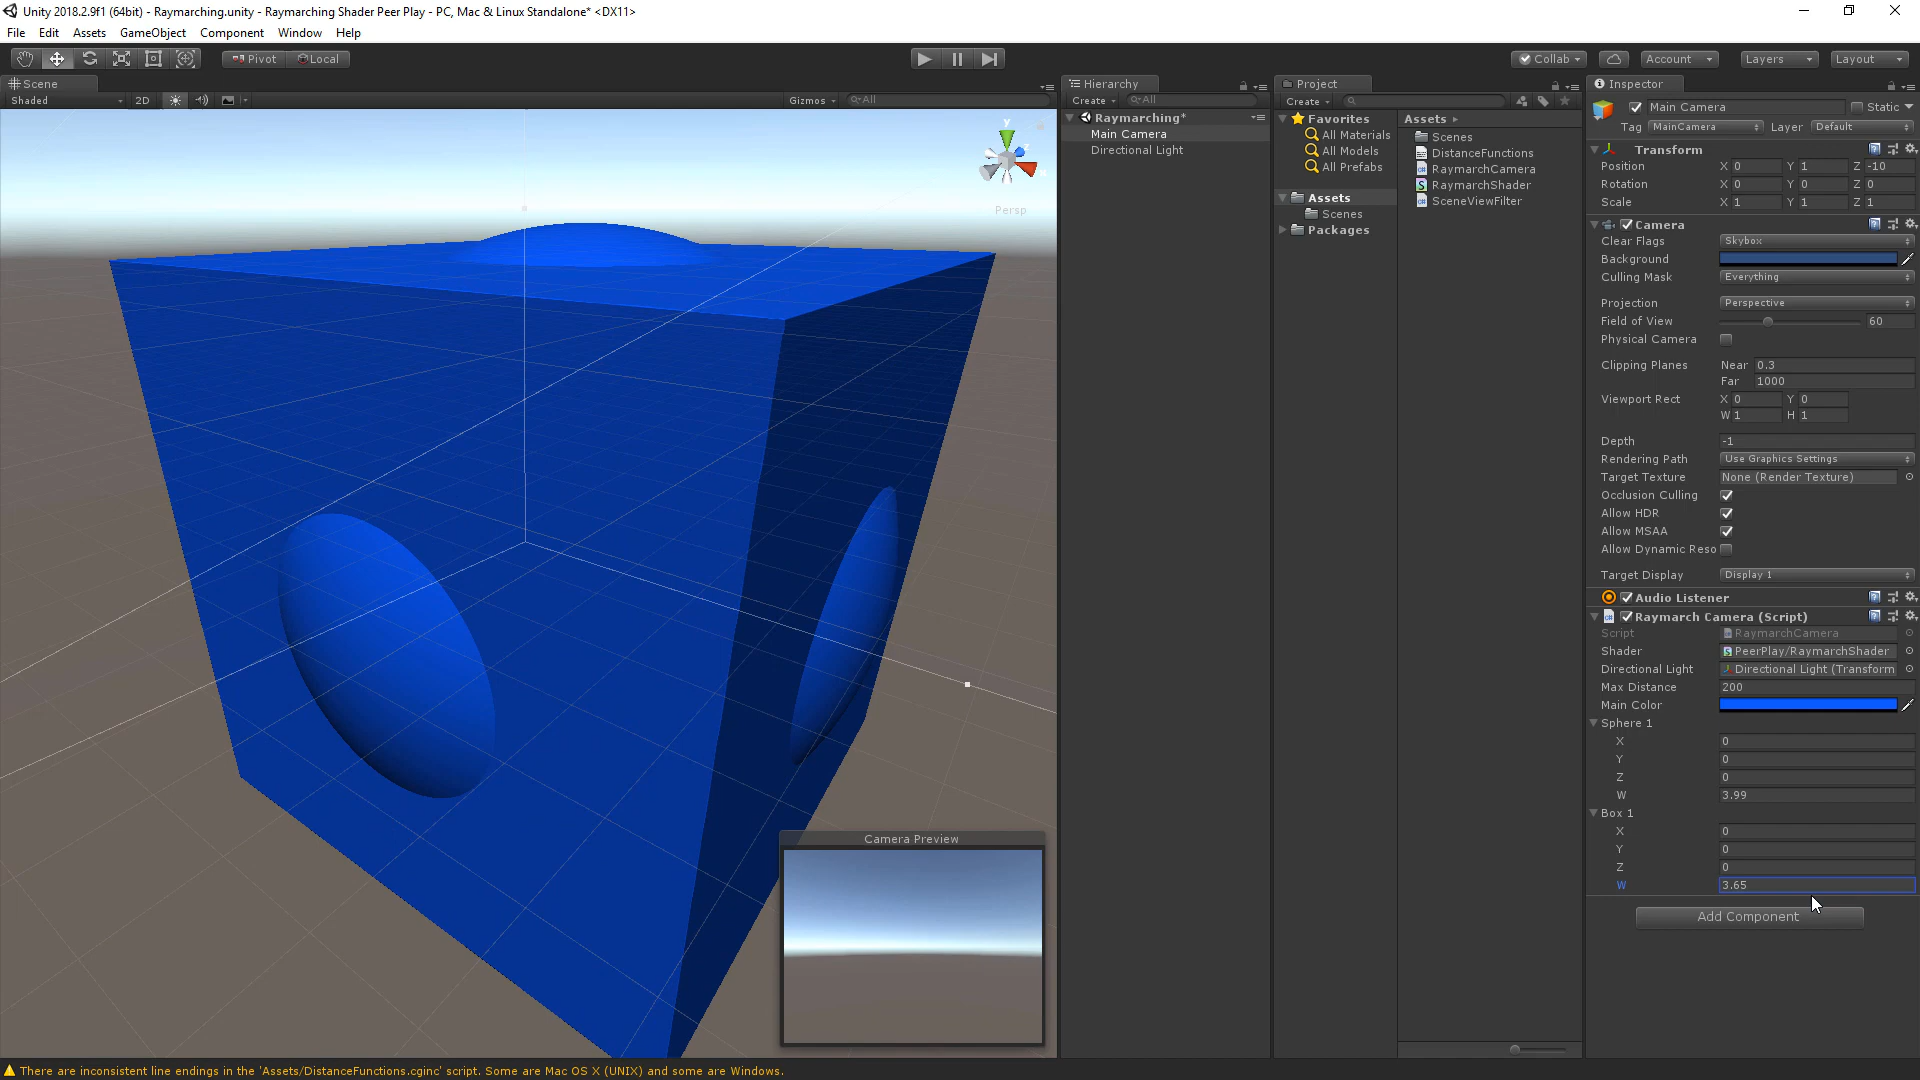 Unity 2018.2.9f1 (64bit) - Raymarching.unity - Raymarching Shader Peer Play - PC, Mac & Linux Standalone* <DX11>
File Edit Assets GameObject Component Window Help
Pivot Local
Collab Account Layers Layout
Scene
Shaded 2D Gizmos All
y
z
x
Persp
Camera Preview
Hierarchy
Create All
Raymarching*
Main Camera
Directional Light
Project
Create
Favorites
All Materials
All Models
All Prefabs
Assets
Scenes
Packages
Assets
Scenes
DistanceFunctions
RaymarchCamera
RaymarchShader
SceneViewFilter
Inspector
Main Camera Static
Tag MainCamera Layer Default
Transform
Position X 0 Y 1 Z -10
Rotation X 0 Y 0 Z 0
Scale X 1 Y 1 Z 1
Camera
Clear Flags Skybox
Background
Culling Mask Everything
Projection Perspective
Field of View 60
Physical Camera
Clipping Planes Near 0.3
Far 1000
Viewport Rect X 0 Y 0
W 1 H 1
Depth -1
Rendering Path Use Graphics Settings
Target Texture None (Render Texture)
Occlusion Culling
Allow HDR
Allow MSAA
Allow Dynamic Reso
Target Display Display 1
Audio Listener
Raymarch Camera (Script)
Script RaymarchCamera
Shader PeerPlay/RaymarchShader
Directional Light Directional Light (Transform
Max Distance 200
Main Color
Sphere 1
X 0
Y 0
Z 0
W 3.99
Box 1
X 0
Y 0
Z 0
W 3.65
Add Component
There are inconsistent line endings in the 'Assets/DistanceFunctions.cginc' script. Some are Mac OS X (UNIX) and some are Windows.